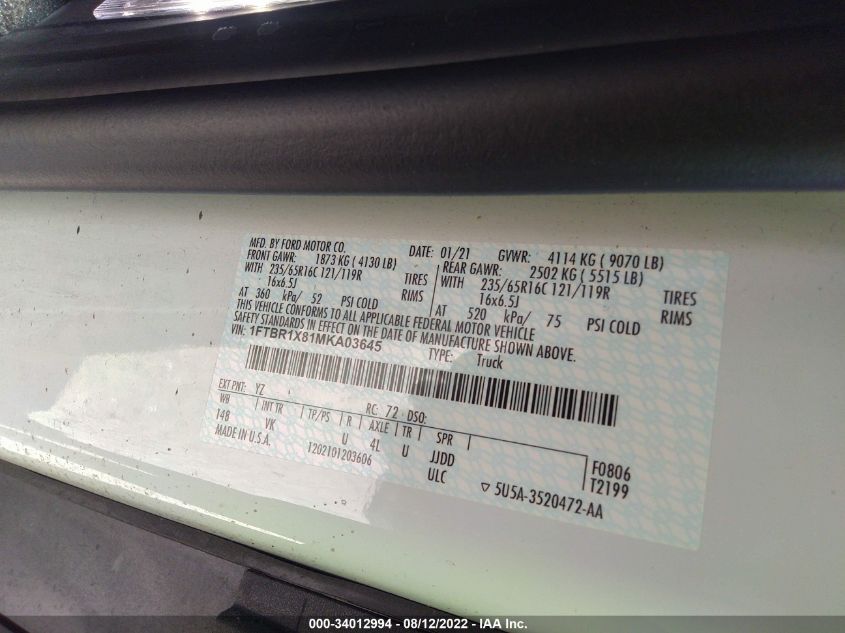 MFD. BY FORD MOTOR CO. DATE: 01/21 GVWR: 4114 KG ( 9070 LB)
FRONT GAWR: 1873 KG ( 4130 LB) REAR GAWR: 2502 KG ( 5515 LB)
WITH 235/65R16C 121/119R TIRES WITH 235/65R16C 121/119R TIRES
16x6.5J RIMS 16x6.5J RIMS
AT 360 kPa/ 52 PSI COLD AT 520 kPa/ 75 PSI COLD
THIS VEHICLE CONFORMS TO ALL APPLICABLE FEDERAL MOTOR VEHICLE
SAFETY STANDARDS IN EFFECT ON THE DATE OF MANUFACTURE SHOWN ABOVE.
VIN: 1FTBR1X81MKA03645 TYPE: Truck
EXT PNT: YZ RC: 72 DSO:
WB INT TR TP/PS R AXLE TR SPR
148 VK U 4L U JJDD F0806
MADE IN U.S.A. 1202101203606 ULC T2199
▽ 5U5A-3520472-AA
000-34012994 - 08/12/2022 - IAA Inc.